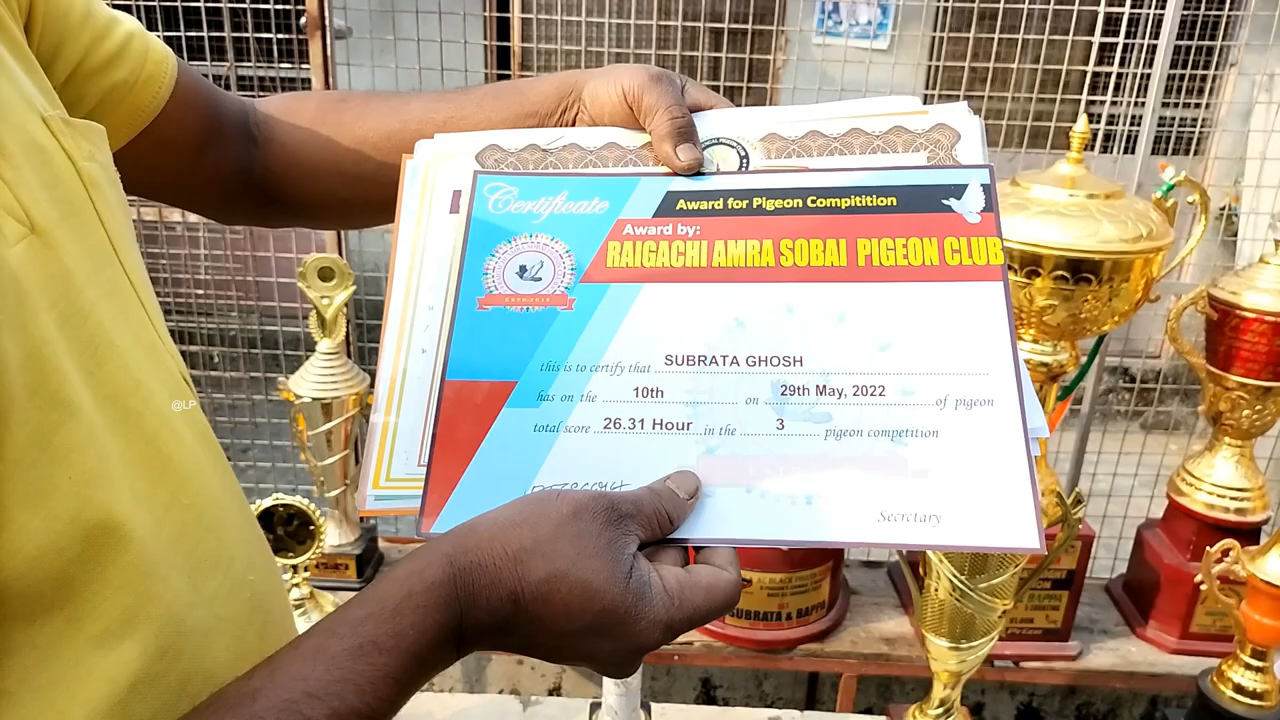 Certificate
Award for Pigeon Compitition
Award by:
RAIGACHI AMRA SOBAI PIGEON CLUB
this is to certify that SUBRATA GHOSH
has on the 10th on 29th May, 2022 of pigeon
total score 26.31 Hour in the 3 pigeon competition
Secretary
@LP
SUBRATA & BAPPA